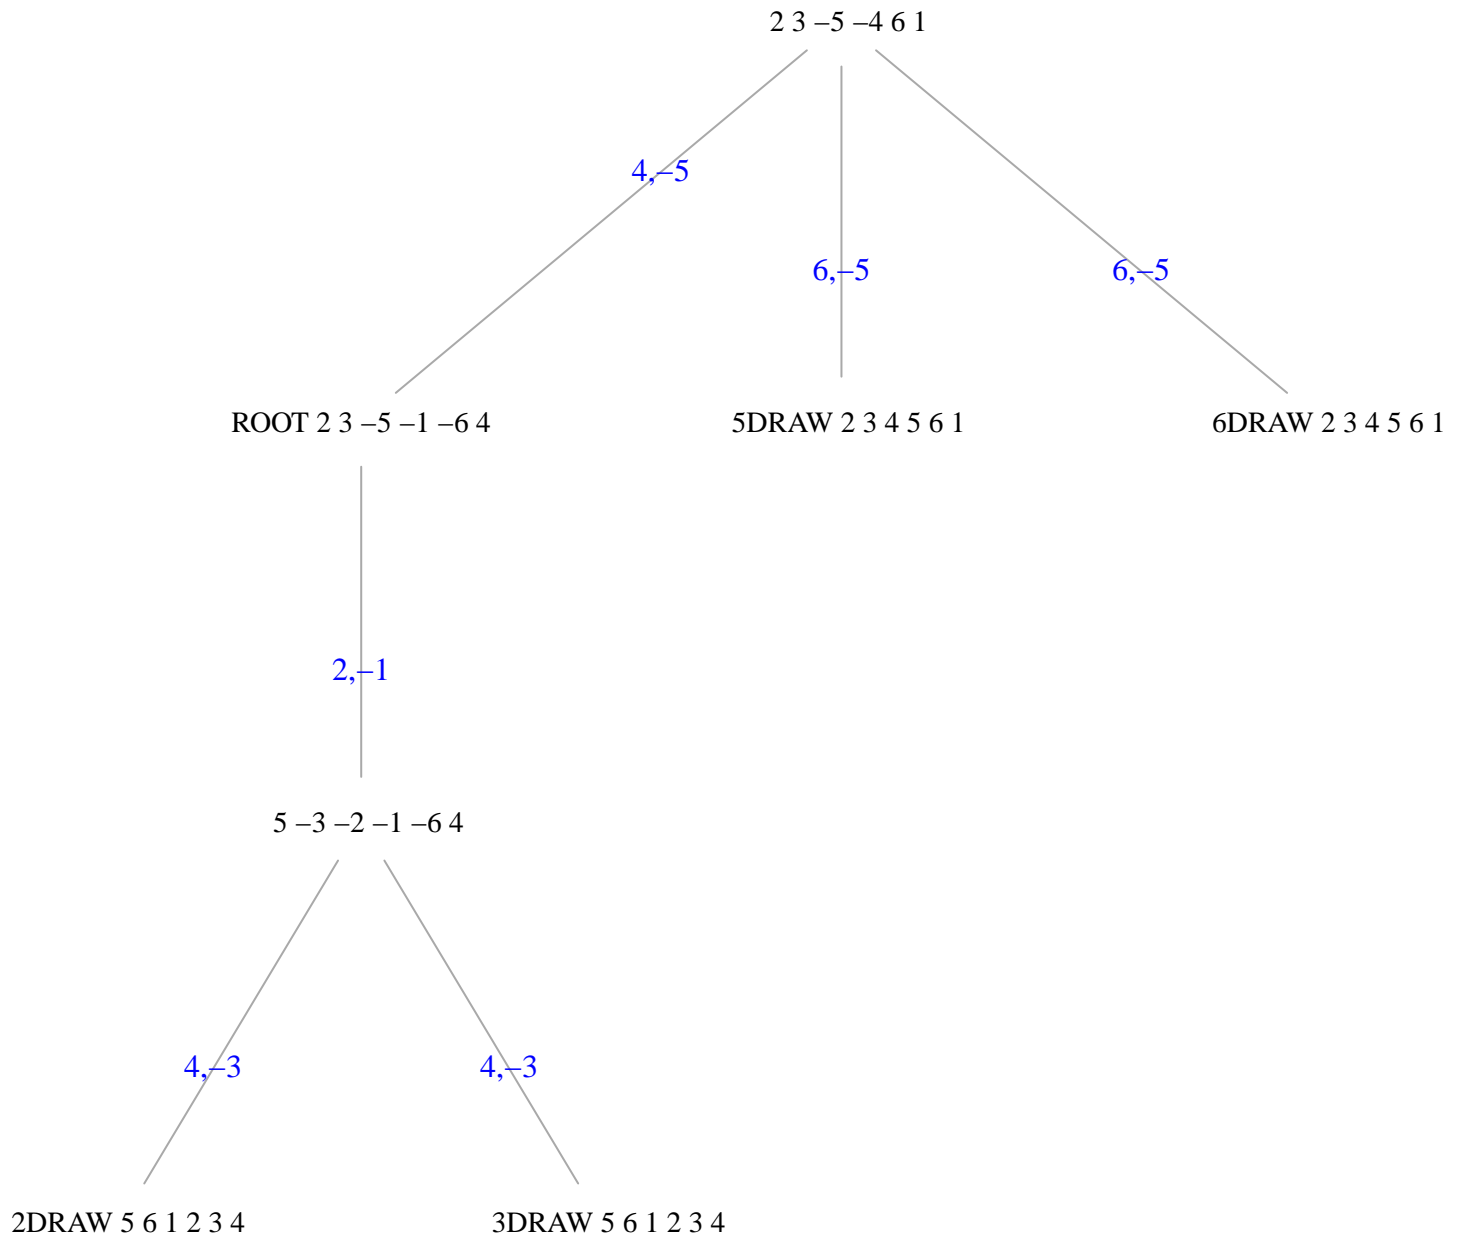 2 3 –5 –4 6 1
4,–5
6,–5
6,–5
ROOT 2 3 –5 –1 –6 4
5DRAW 2 3 4 5 6 1
6DRAW 2 3 4 5 6 1
2,–1
5 –3 –2 –1 –6 4
4,–3
4,–3
2DRAW 5 6 1 2 3 4
3DRAW 5 6 1 2 3 4